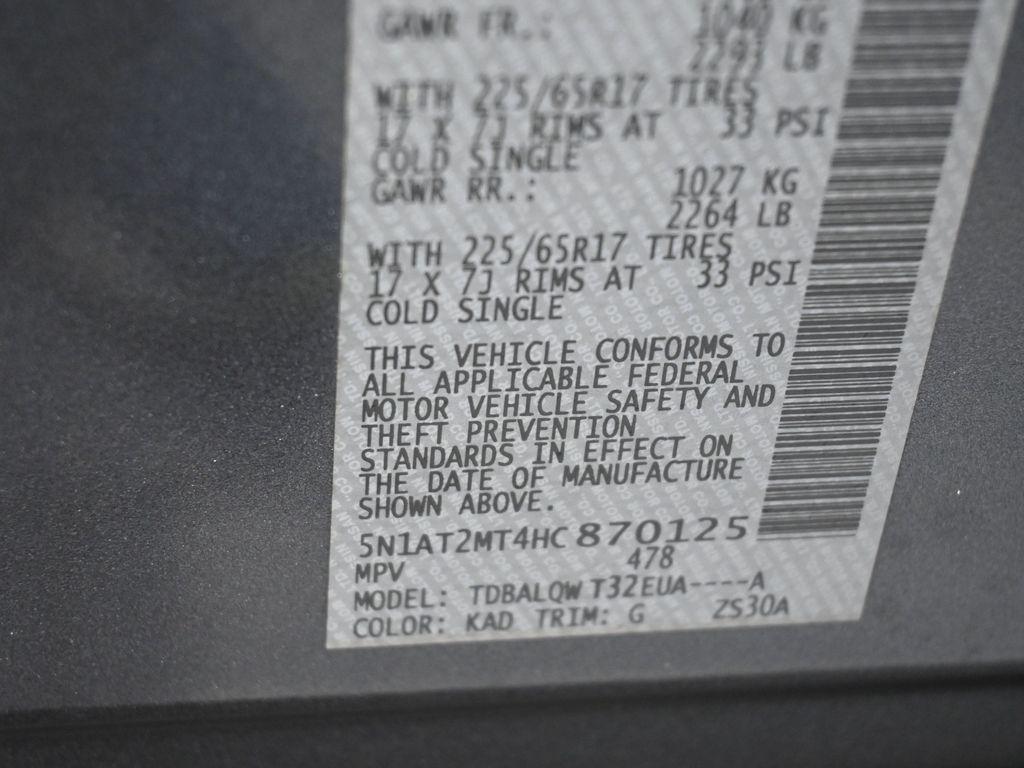 GAWR FR.: 1040 KG
2293 LB
WITH 225/65R17 TIRES
17 X 7J RIMS AT 33 PSI
COLD SINGLE
GAWR RR.: 1027 KG
2264 LB
WITH 225/65R17 TIRES
17 X 7J RIMS AT 33 PSI
COLD SINGLE
THIS VEHICLE CONFORMS TO
ALL APPLICABLE FEDERAL
MOTOR VEHICLE SAFETY AND
THEFT PREVENTION
STANDARDS IN EFFECT ON
THE DATE OF MANUFACTURE
SHOWN ABOVE.
5N1AT2MT4HC870125
MPV 478
MODEL: TDBALQW T32EUA----A
COLOR: KAD TRIM: G ZS30A